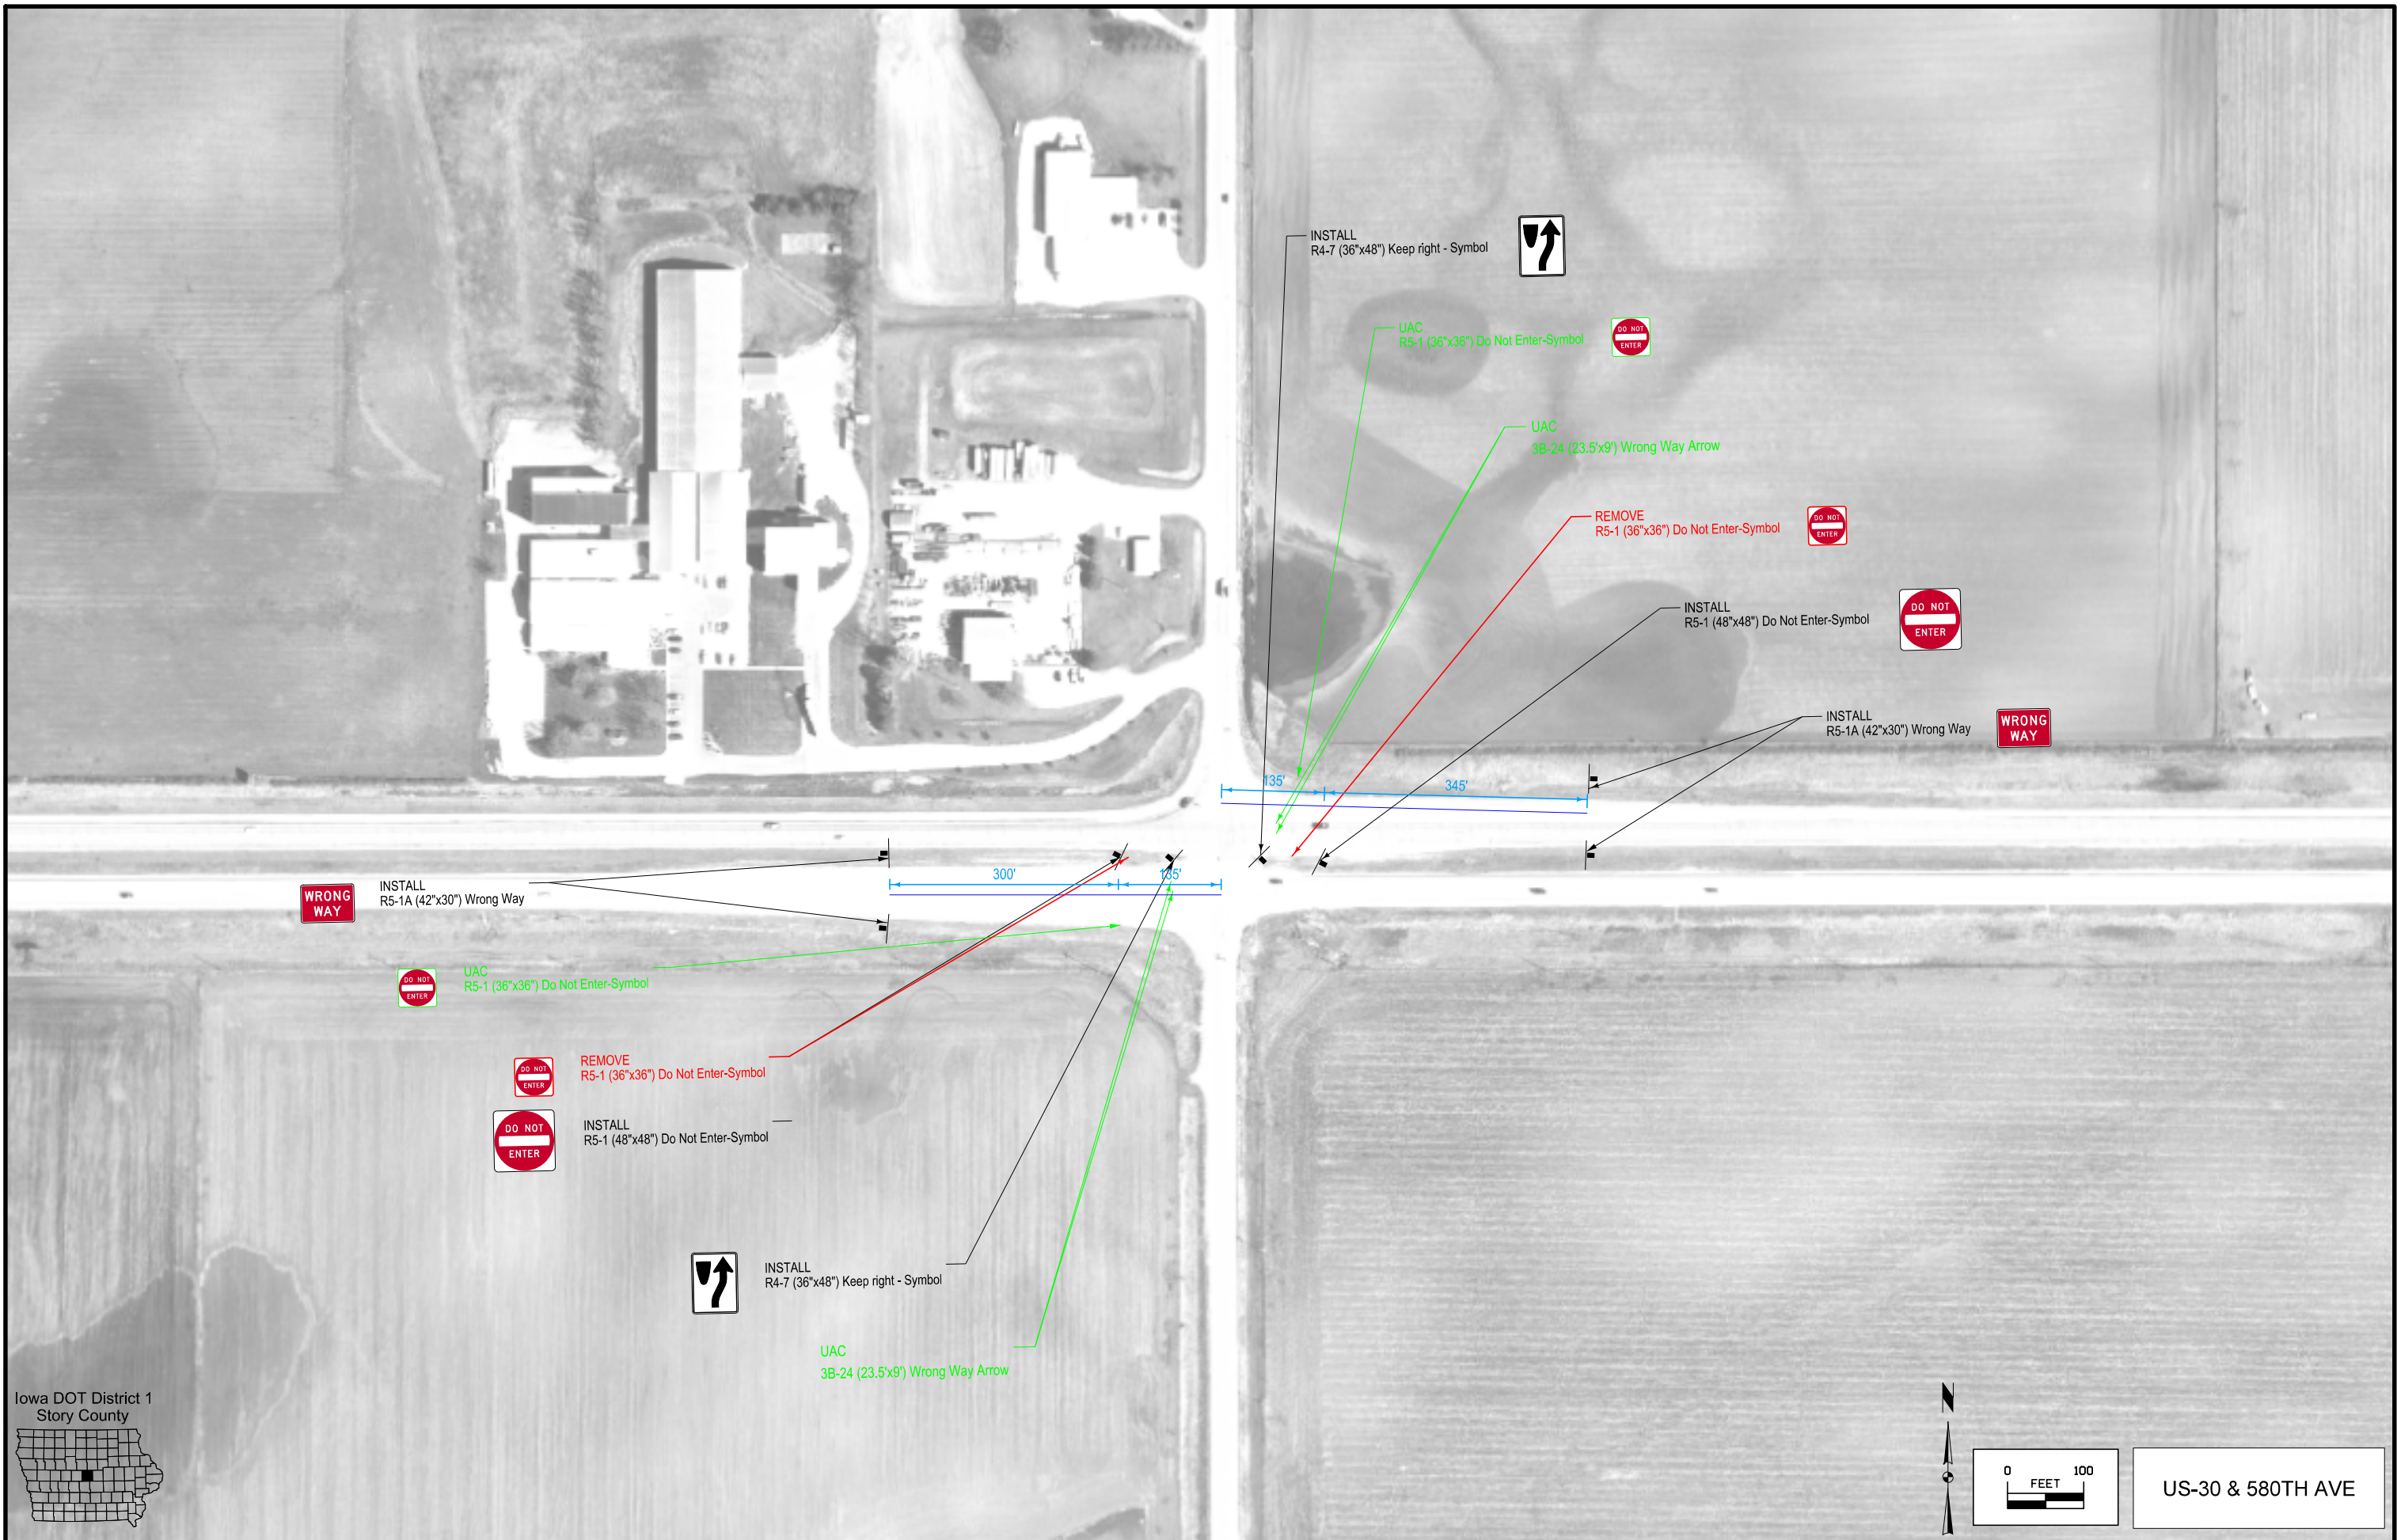 INSTALL
R4-7 (36"x48") Keep right - Symbol
UAC
R5-1 (36"x36") Do Not Enter-Symbol
DO NOT
ENTER
UAC
3B-24 (23.5'x9') Wrong Way Arrow
REMOVE
R5-1 (36"x36") Do Not Enter-Symbol
DO NOT
ENTER
INSTALL
R5-1 (48"x48") Do Not Enter-Symbol
DO NOT
ENTER
INSTALL
R5-1A (42"x30") Wrong Way
WRONG
WAY
135'
345'
300'
135'
WRONG
WAY
INSTALL
R5-1A (42"x30") Wrong Way
DO NOT
ENTER
UAC
R5-1 (36"x36") Do Not Enter-Symbol
DO NOT
ENTER
REMOVE
R5-1 (36"x36") Do Not Enter-Symbol
DO NOT
ENTER
INSTALL
R5-1 (48"x48") Do Not Enter-Symbol
INSTALL
R4-7 (36"x48") Keep right - Symbol
UAC
3B-24 (23.5'x9') Wrong Way Arrow
Iowa DOT District 1
Story County
N
0 100
FEET
US-30 & 580TH AVE